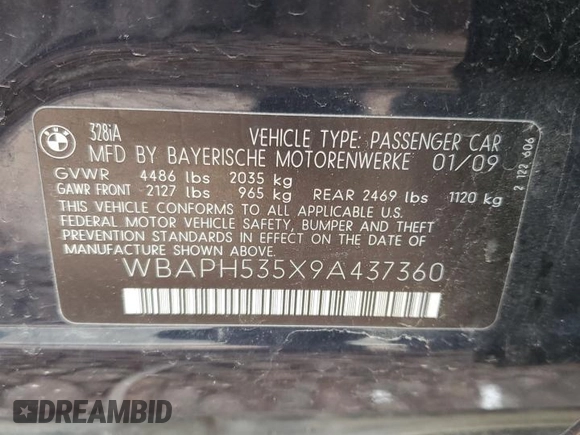 328iA
VEHICLE TYPE: PASSENGER CAR
MFD BY BAYERISCHE MOTORENWERKE 01/09
GVWR 4486 lbs 2035 kg
GAWR FRONT 2127 lbs 965 kg REAR 2469 lbs 1120 kg
THIS VEHICLE CONFORMS TO ALL APPLICABLE U.S.
FEDERAL MOTOR VEHICLE SAFETY, BUMPER AND THEFT
PREVENTION STANDARDS IN EFFECT ON THE DATE OF
MANUFACTURE SHOWN ABOVE.
WBAPH535X9A437360
2 122 606
BMW
DREAMBID